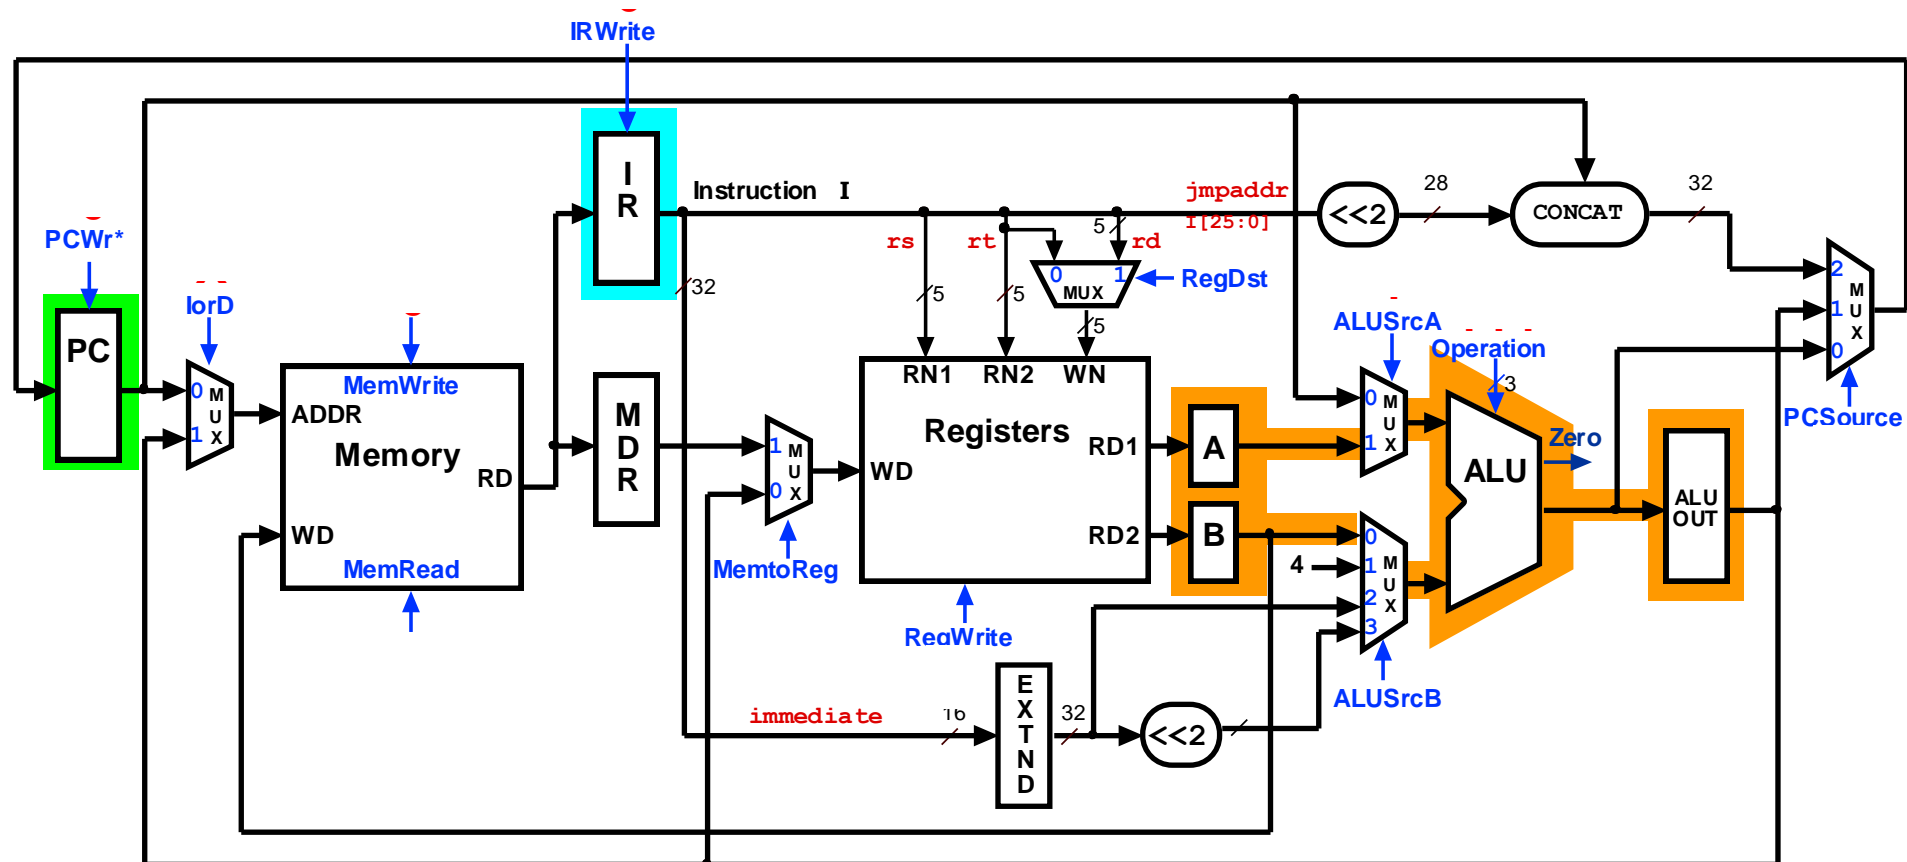 IRWrite
I
R
Instruction I
jmpaddr
I[25:0]
<<2
28
CONCAT
32
PCWr*
rs
rt
5
rd
PC
IorD
0
M
U
X
1
32
5
5
0
1
MUX
RegDst
5
2
M
1
U
X
0
PCSource
ALUSrcA
Operation
3
MemWrite
ADDR
Memory
RD
WD
MemRead
M
D
R
1
M
U
0
X
MemtoReg
RN1
RN2
WN
Registers
RD1
WD
RD2
RegWrite
A
B
0
M
U
1
X
0
4
1
M
U
2
X
3
ALUSrcB
ALU
Zero
ALU
OUT
immediate
16
E
X
T
N
D
32
<<2